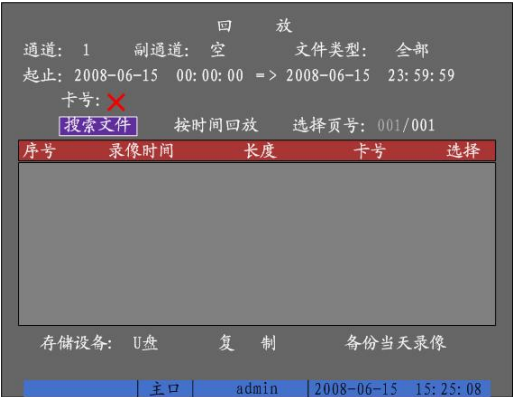 回 放
通道: 1 副通道: 空 文件类型: 全部
起止: 2008-06-15 00:00:00 => 2008-06-15 23:59:59
卡号:
搜索文件 按时间回放 选择页号: 001/001
序号 录像时间 长度 卡号 选择
存储设备: U盘 复 制 备份当天录像
主口 admin 2008-06-15 15:25:08